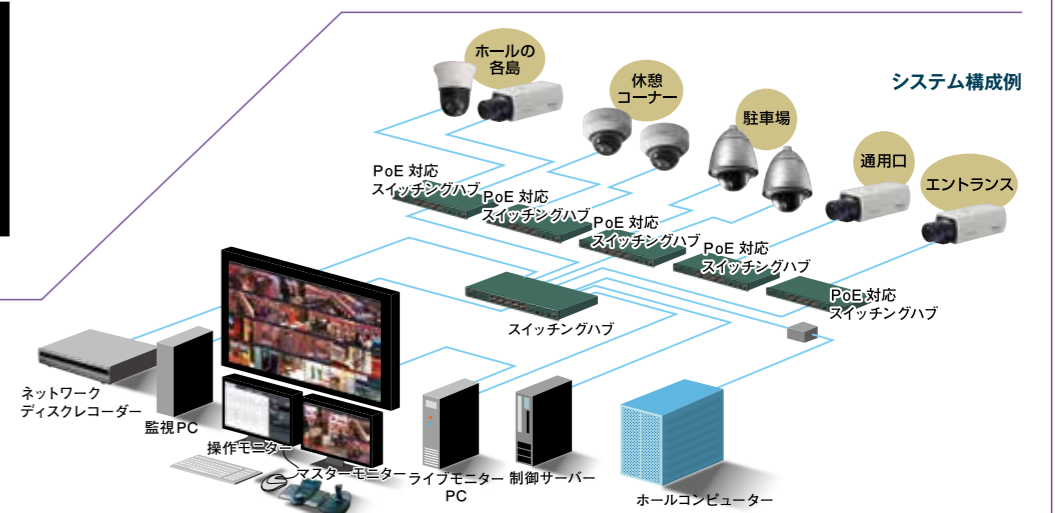 システム構成例
ホールの
各島
休憩
コーナー
駐車場
通用口
エントランス
PoE 対応
スイッチングハブ
PoE 対応
スイッチングハブ
PoE 対応
スイッチングハブ
PoE 対応
スイッチングハブ
PoE 対応
スイッチングハブ
スイッチングハブ
ネットワーク
ディスクレコーダー
監視PC
操作モニター
マスターモニター
ライブモニター
PC
制御サーバー
ホールコンピューター